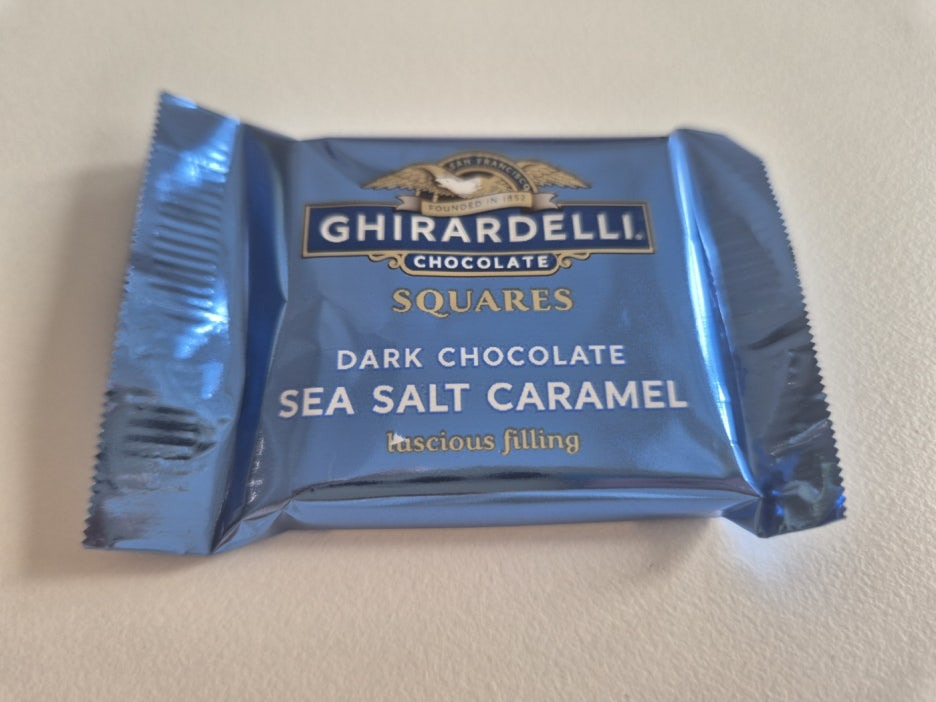 SAN FRANCISCO
FOUNDED IN 1852
GHIRARDELLI®
CHOCOLATE
SQUARES
DARK CHOCOLATE
SEA SALT CARAMEL
luscious filling